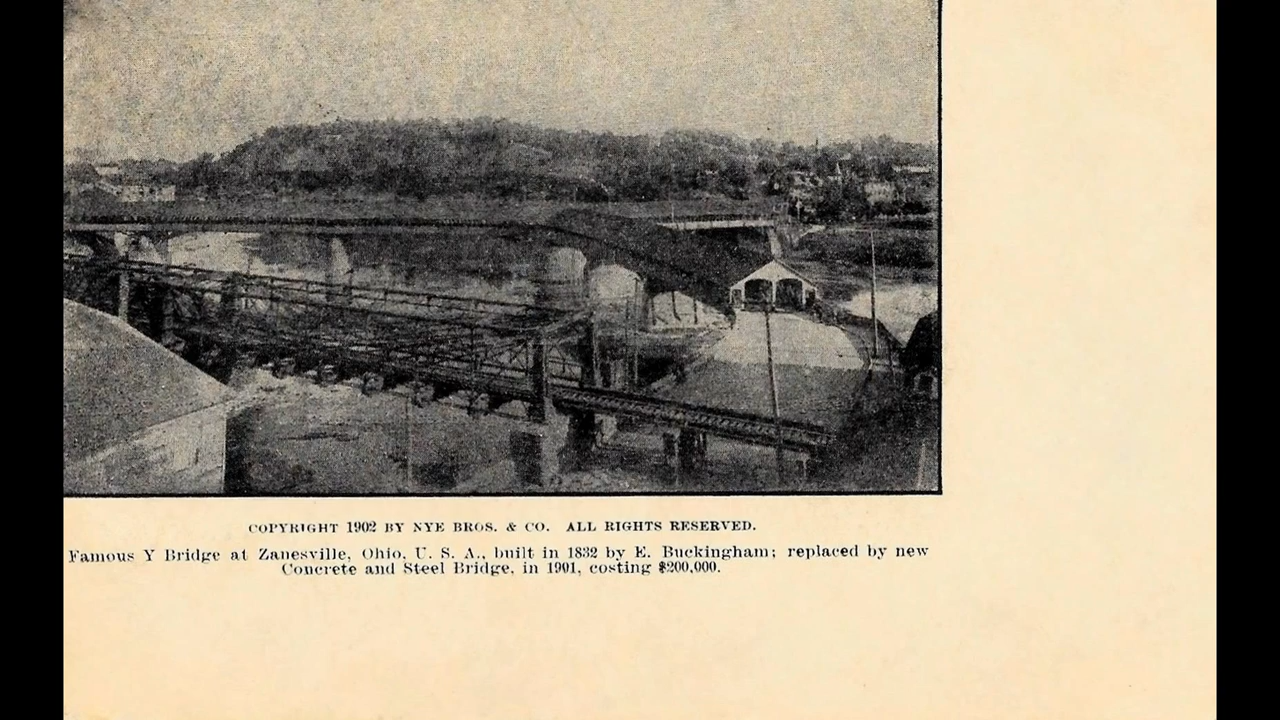 COPYRIGHT 1902 BY NYE BROS. & CO. ALL RIGHTS RESERVED.
Famous Y Bridge at Zanesville, Ohio, U. S. A., built in 1832 by E. Buckingham; replaced by new
Concrete and Steel Bridge, in 1901, costing $200,000.